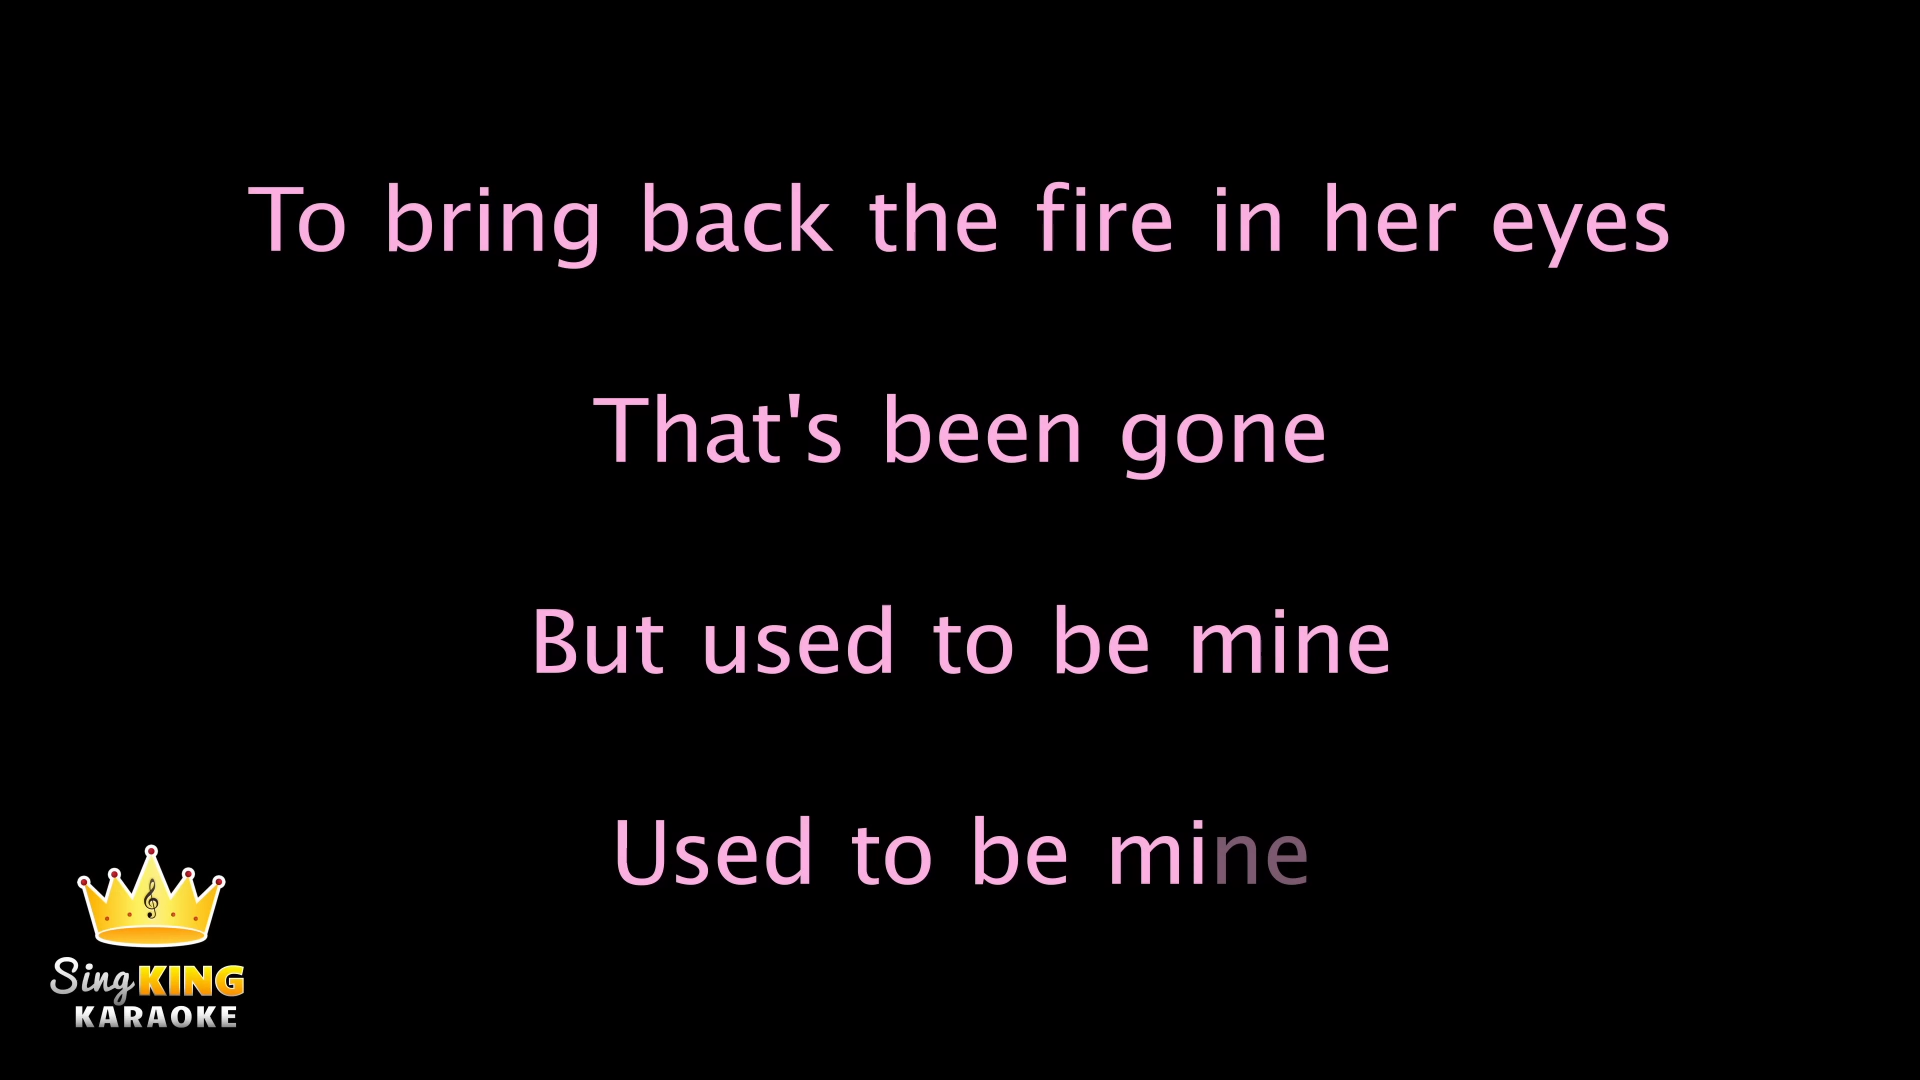 To bring back the fire in her eyes
That's been gone
But used to be mine
Used to be mine
Sing KING
KARAOKE